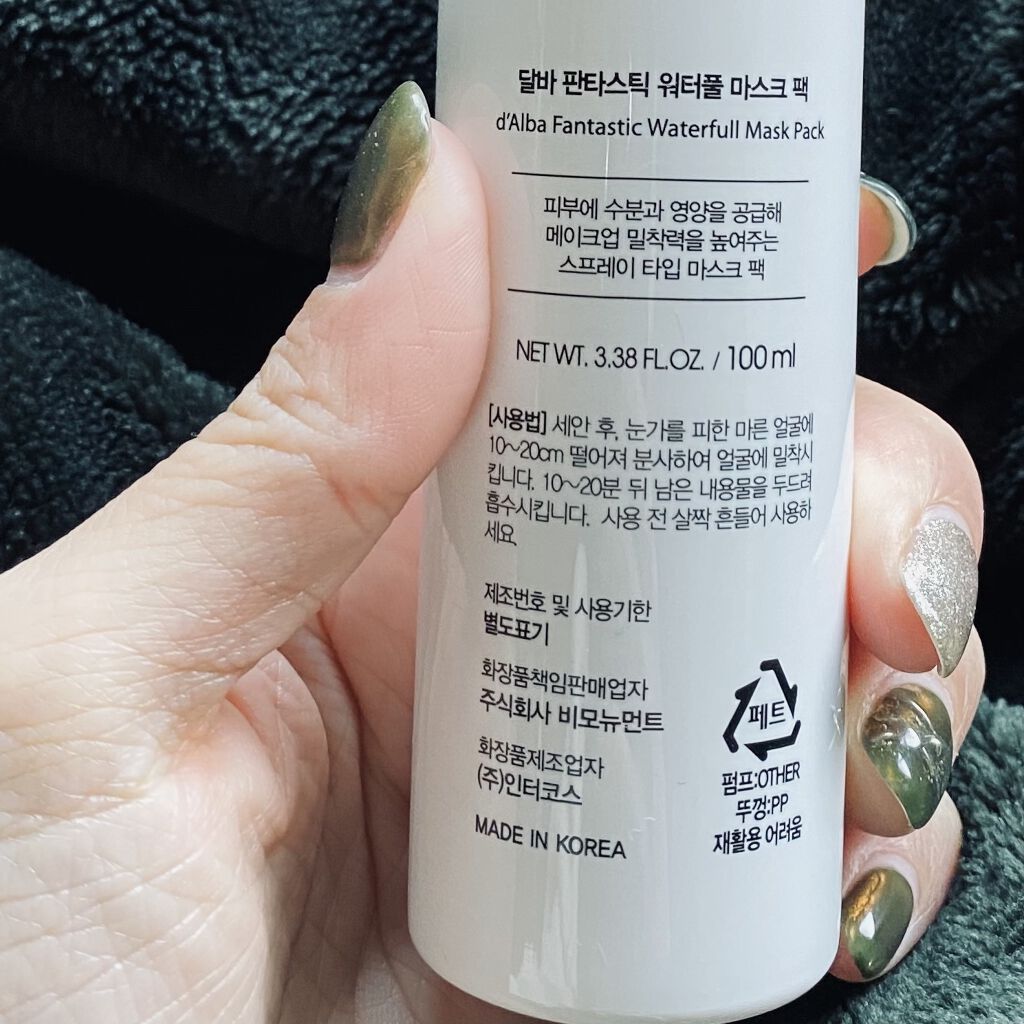 달바 판타스틱 워터풀 마스크 팩
d'Alba Fantastic Waterfull Mask Pack
피부에 수분과 영양을 공급해
메이크업 밀착력을 높여주는
스프레이 타입 마스크 팩
NET WT. 3.38 FL.OZ. / 100 ml
[사용법] 세안 후, 눈가를 피한 마른 얼굴에
10~20cm 떨어져 분사하여 얼굴에 밀착시
킵니다. 10~20분 뒤 남은 내용물을 두드려
흡수시킵니다. 사용 전 살짝 흔들어 사용하
세요.
제조번호 및 사용기한
별도표기
화장품책임판매업자
주식회사 비모뉴먼트
화장품제조업자
(주)인터코스
MADE IN KOREA
페트
펌프:OTHER
뚜껑:PP
재활용 어려움